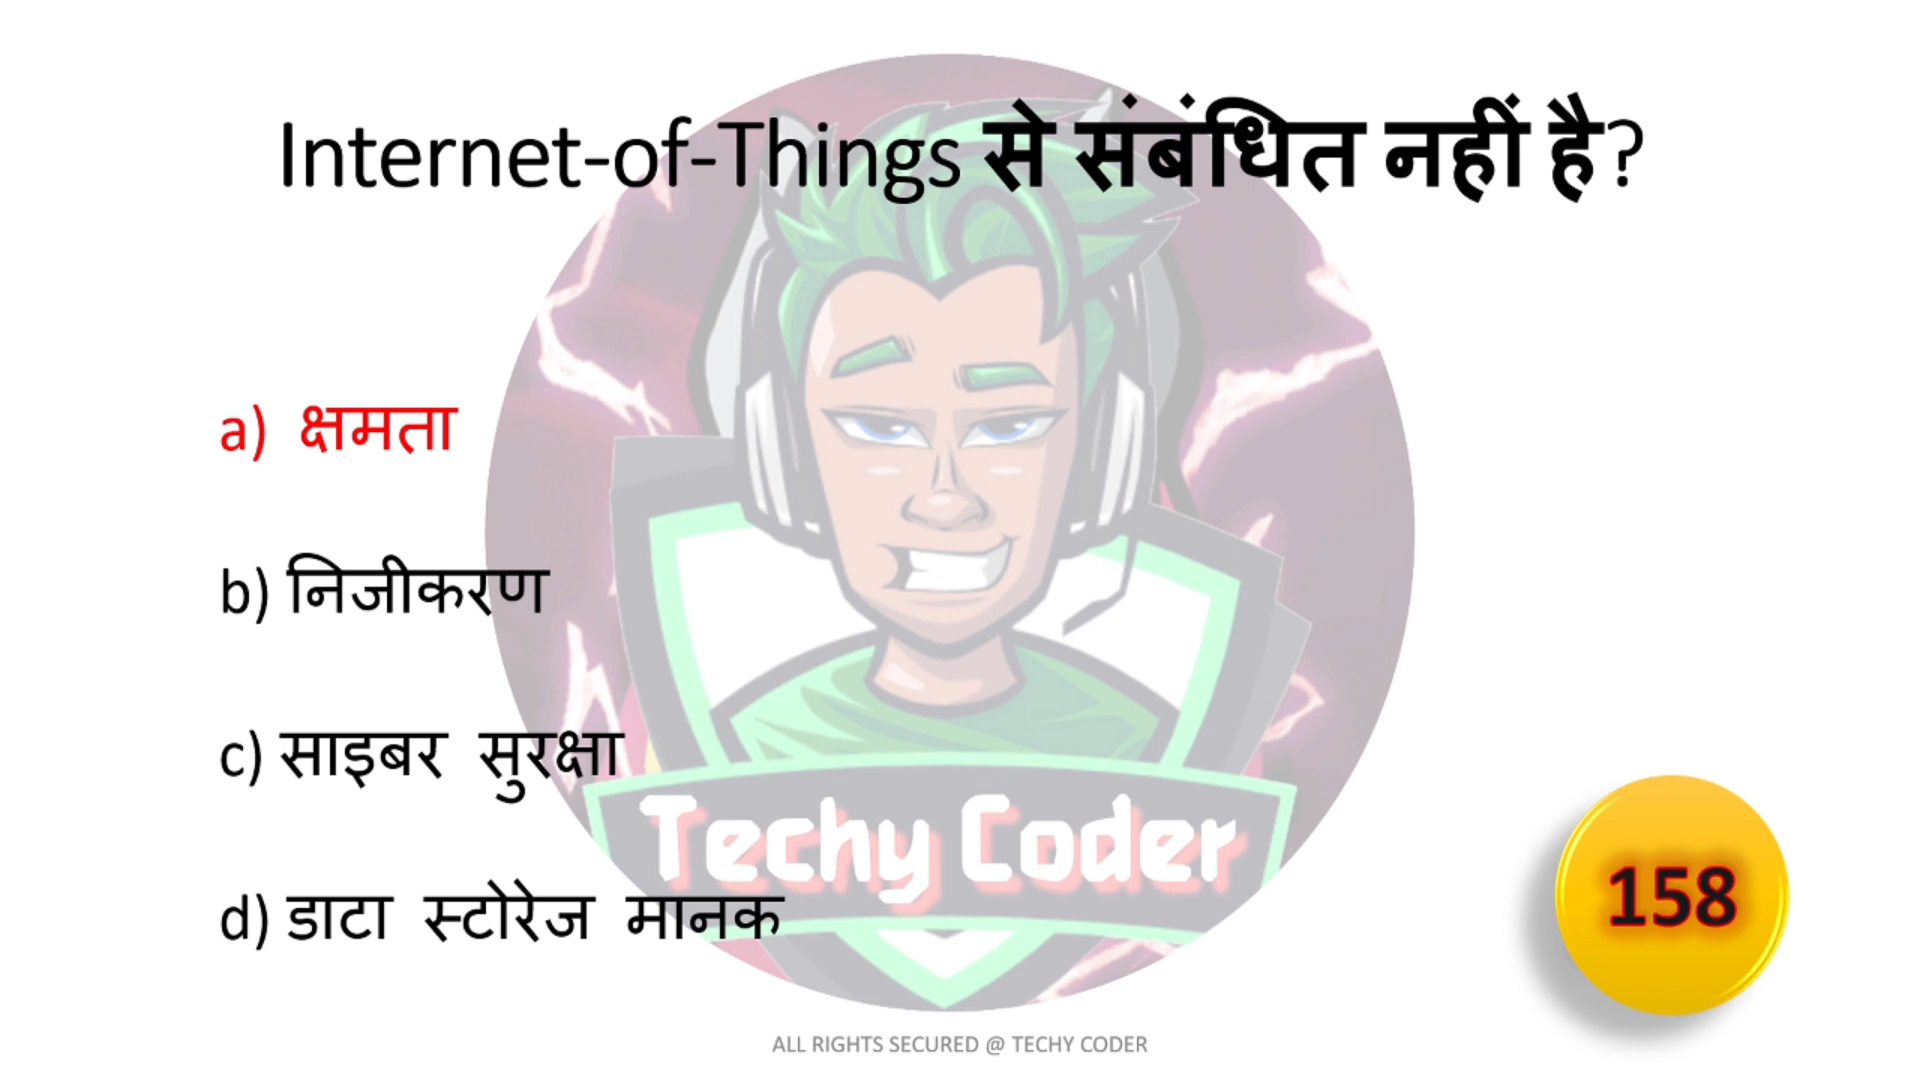 Internet-of-Things से संबंधित नहीं है?
a) क्षमता
b) निजीकरण
c) साइबर सुरक्षा
Techy Coder
158
d) डाटा स्टोरेज मानक
ALL RIGHTS SECURED @ TECHY CODER